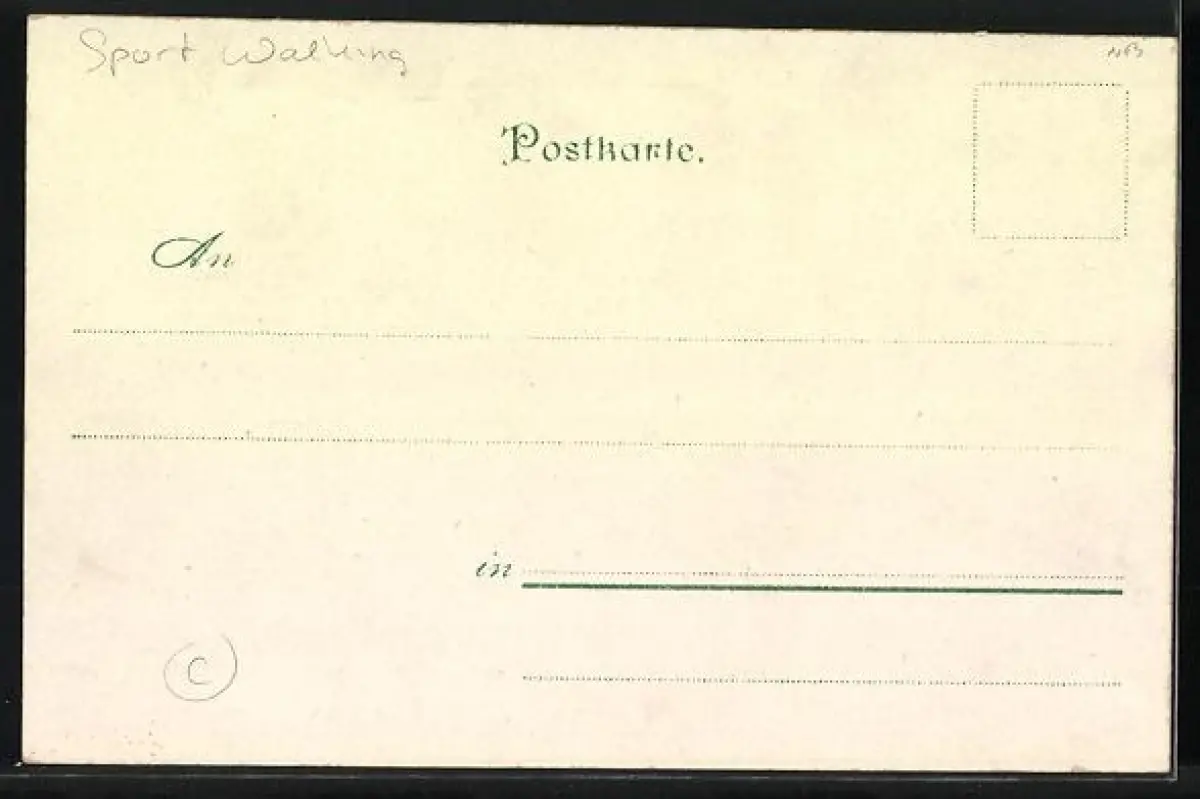 Sport Walking
Postkarte.
An
in
C